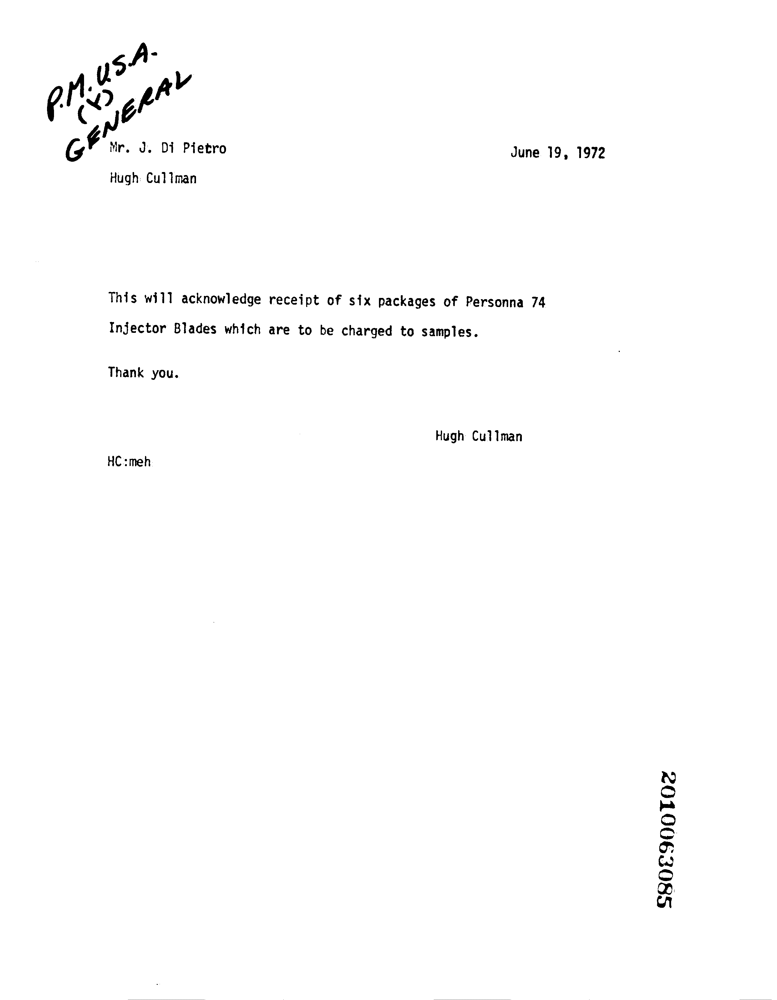 P.M. U.S.A.
(Y)
GENERAL
Mr. J. Di Pietro
June 19, 1972
Hugh Cullman
This will acknowledge receipt of six packages of Personna 74
Injector Blades which are to be charged to samples.
Thank you.
Hugh Cullman
HC:meh
2010063085